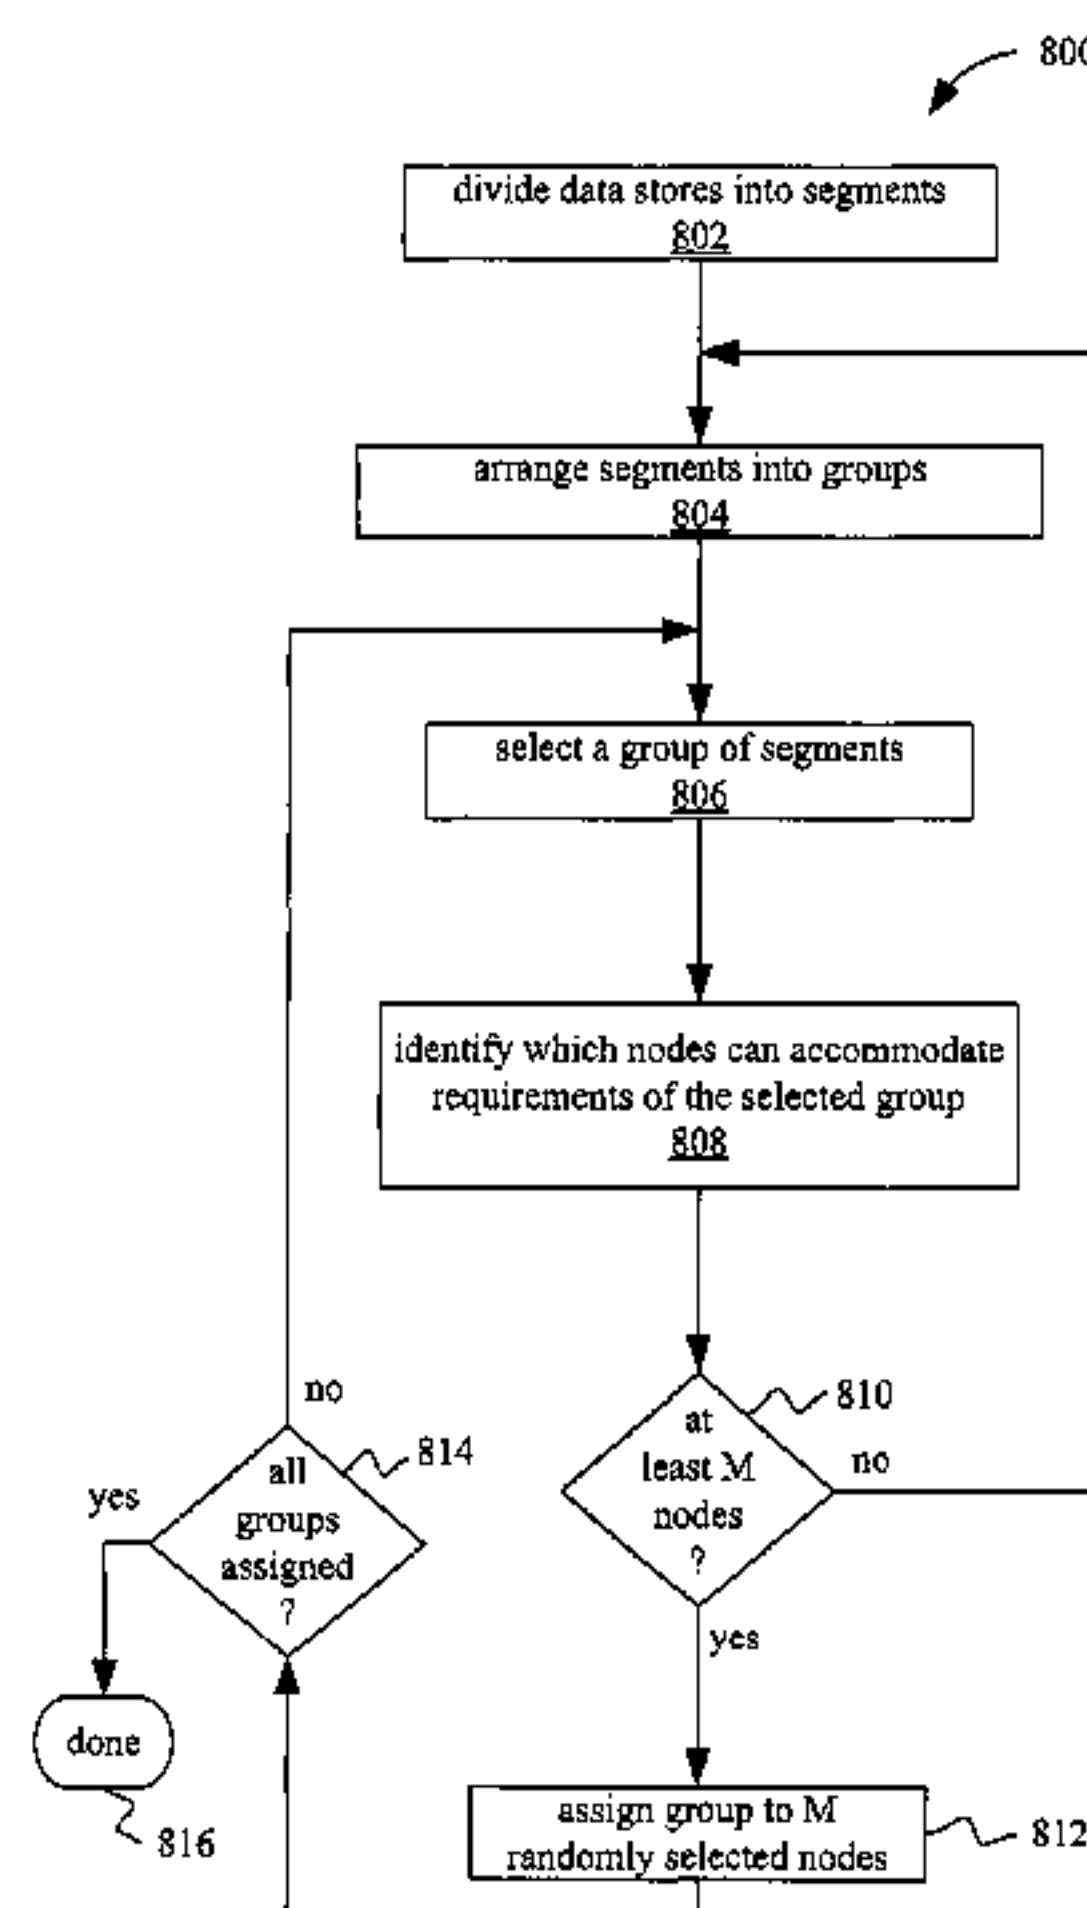 800
divide data stores into segments
802
arrange segments into groups
804
select a group of segments
806
identify which nodes can accommodate
requirements of the selected group
808
no
810
at
least M
nodes
?
no
814
all
groups
assigned
?
yes
yes
done
816
assign group to M
randomly selected nodes
812